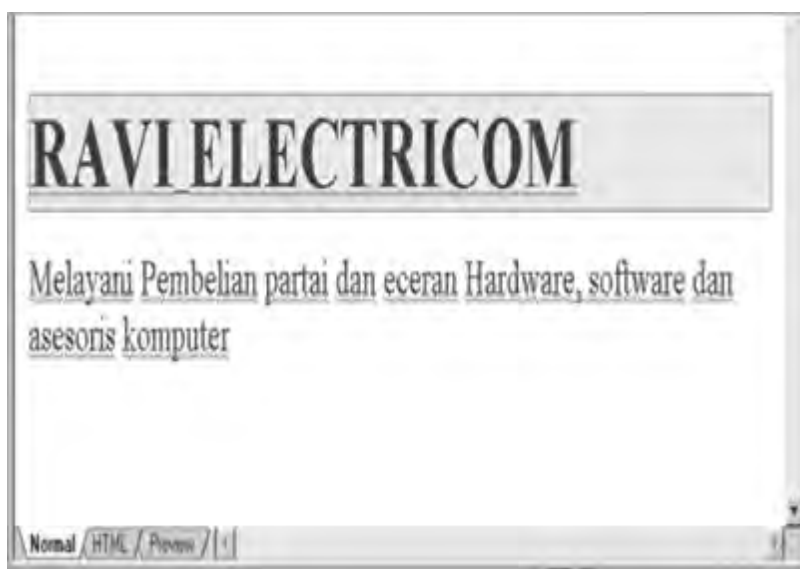 RAVI ELECTRICOM
Melayani Pembelian partai dan eceran Hardware, software dan
asesoris komputer
Normal / HTML / Preview /